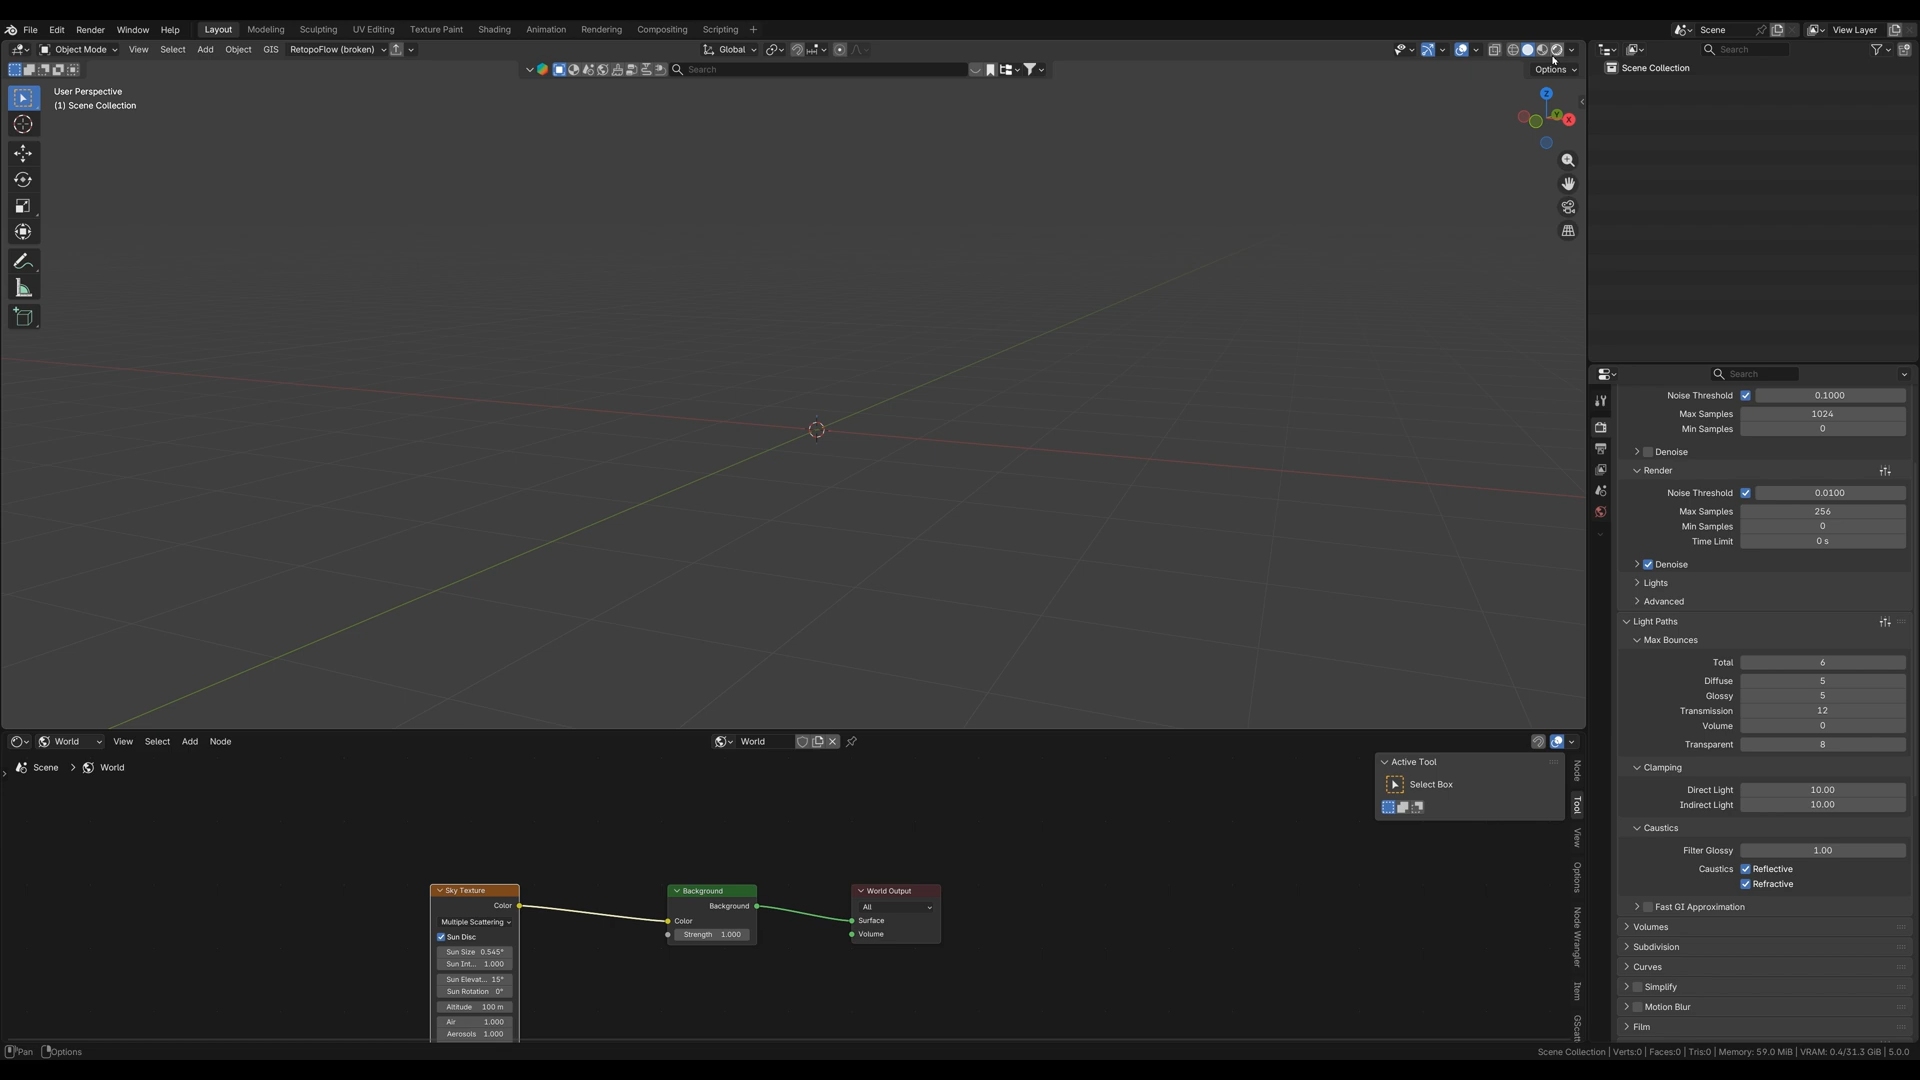 File Edit Render Window Help Layout Modeling Sculpting UV Editing Texture Paint Shading Animation Rendering Compositing Scripting + Scene View Layer
Object Mode View Select Add Object GIS RetopoFlow (broken) Global Search
Search Options
User Perspective
(1) Scene Collection
Z
Y
X
Scene Collection
Search
Noise Threshold 0.1000
Max Samples 1024
Min Samples 0
Denoise
Render
Noise Threshold 0.0100
Max Samples 256
Min Samples 0
Time Limit 0 s
Denoise
Lights
Advanced
Light Paths
Max Bounces
Total 6
Diffuse 5
Glossy 5
Transmission 12
Volume 0
Transparent 8
Clamping
Direct Light 10.00
Indirect Light 10.00
Caustics
Filter Glossy 1.00
Caustics Reflective
Refractive
Fast GI Approximation
Volumes
Subdivision
Curves
Simplify
Motion Blur
Film
World View Select Add Node World
Scene > World
Active Tool
Select Box
Node
Tool
View
Options
Node Wrangler
Item
GScatt
Sky Texture
Color
Multiple Scattering
Sun Disc
Sun Size 0.545°
Sun Int... 1.000
Sun Elevat... 15°
Sun Rotation 0°
Altitude 100 m
Air 1.000
Aerosols 1.000
Background
Background
Color
Strength 1.000
World Output
All
Surface
Volume
Pan Options
Scene Collection | Verts:0 | Faces:0 | Tris:0 | Memory: 59.0 MiB | VRAM: 0.4/31.3 GiB | 5.0.0